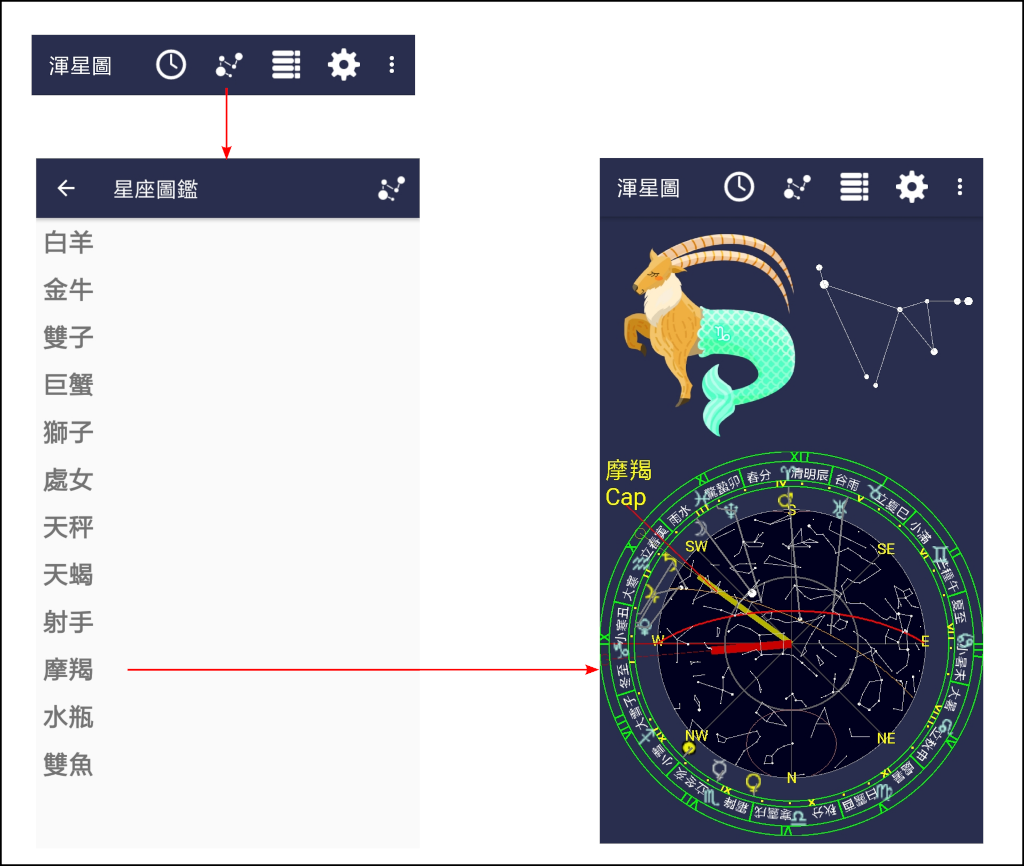 渾星圖
星座圖鑑
白羊
金牛
雙子
巨蟹
獅子
處女
天秤
天蝎
射手
摩羯
水瓶
雙魚
渾星圖
摩羯
Cap
XII
春分
清明辰
谷雨
立夏巳
小滿
芒種午
夏至
小暑未
大暑
立秋申
處暑
白露酉
秋分
寒露戌
霜降
立冬亥
小雪
大雪子
冬至
小寒丑
大寒
立春寅
雨水
驚蟄卯
S
SE
E
NE
N
NW
W
SW